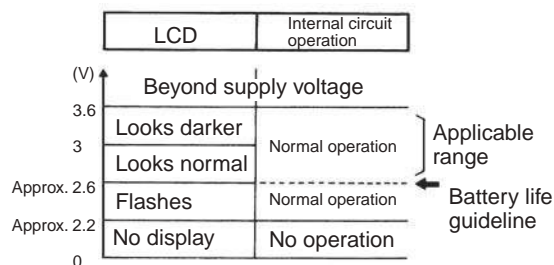 LCD
Internal circuit
operation
(V)
Beyond supply voltage
3.6
Looks darker
Normal operation
Applicable
range
3
Looks normal
Approx. 2.6
Battery life
guideline
Flashes
Normal operation
Approx. 2.2
No display
No operation
0